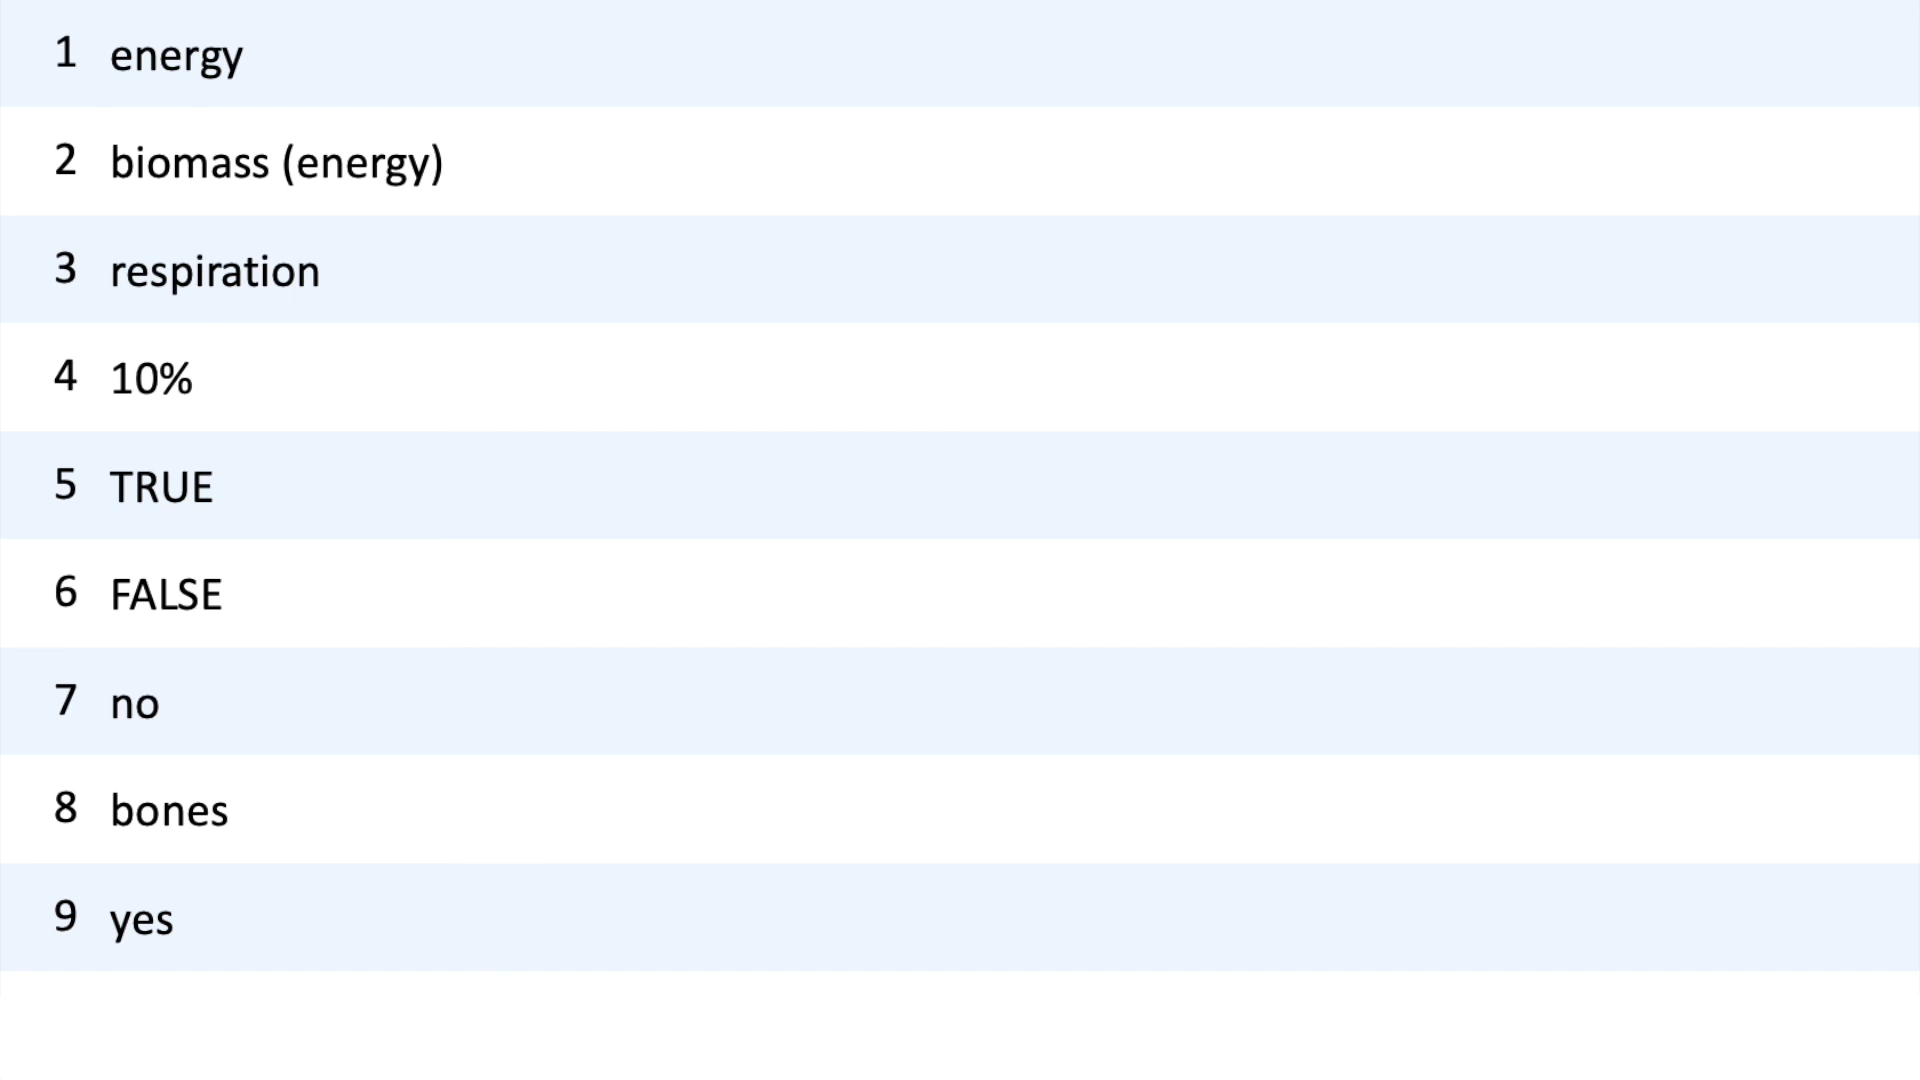 1 energy
2 biomass (energy)
3 respiration
4 10%
5 TRUE
6 FALSE
7 no
8 bones
9 yes